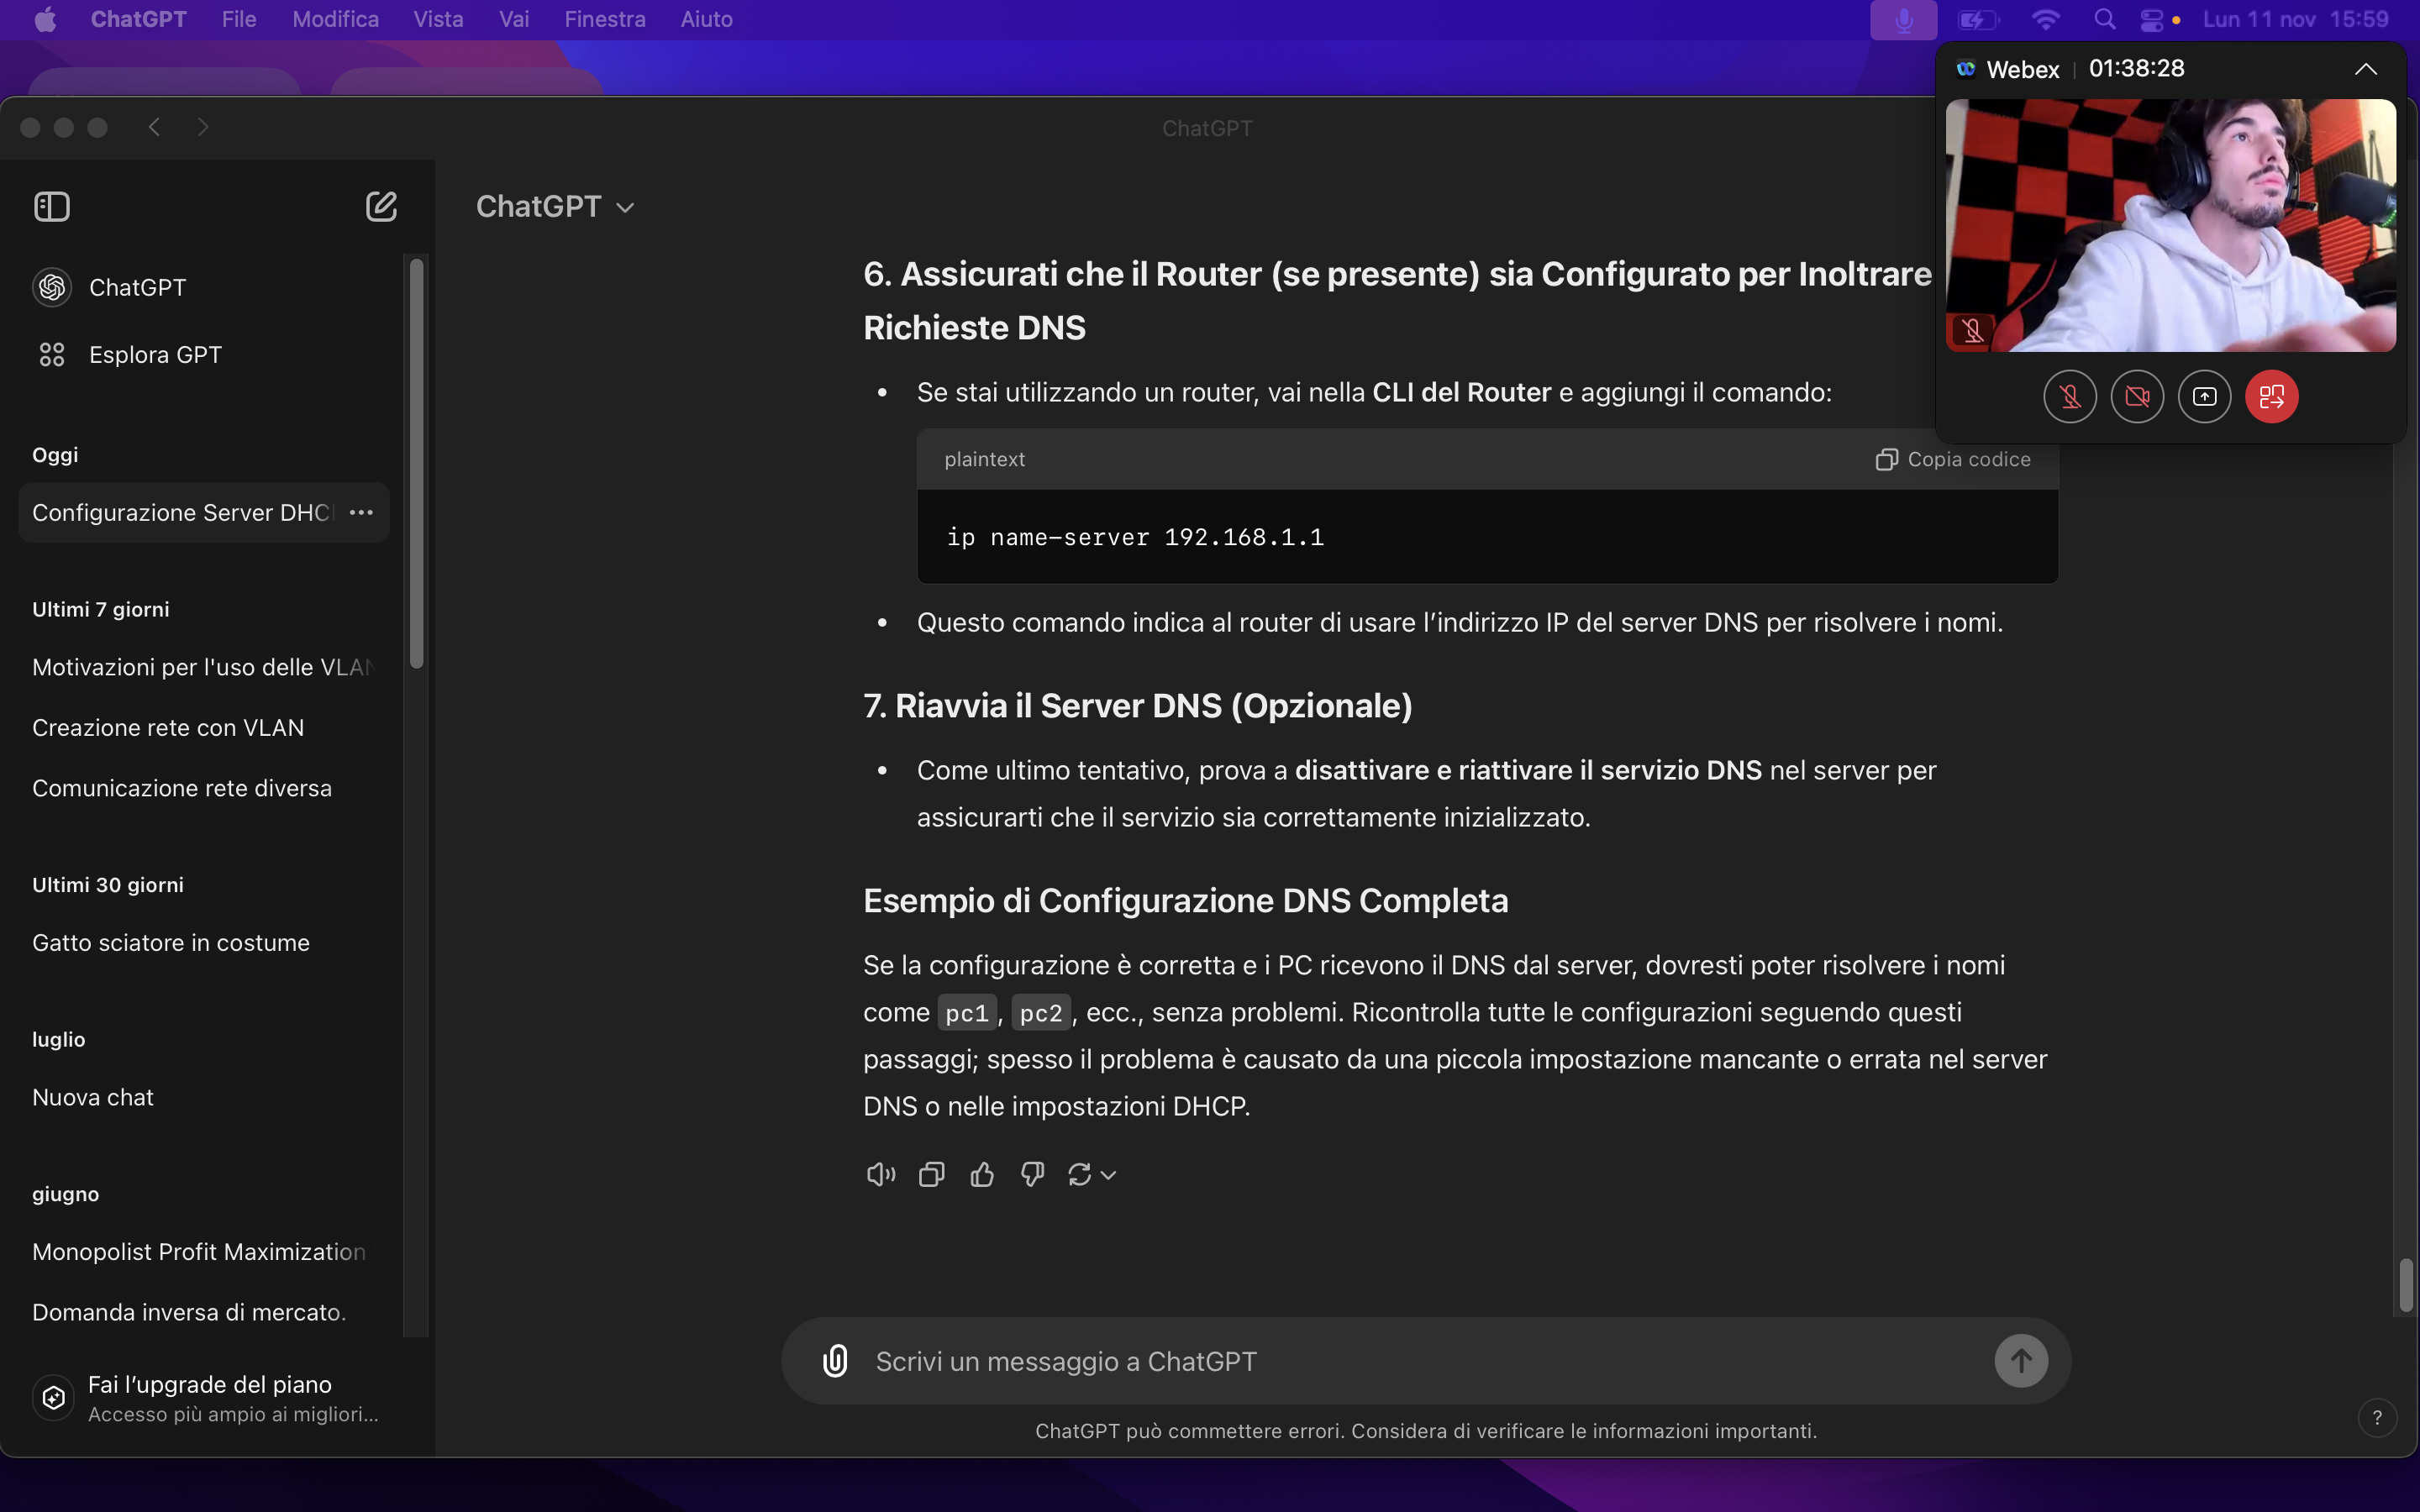 ChatGPT File Modifica Vista Vai Finestra Aiuto Lun 11 nov 15:59
Webex 01:38:28
ChatGPT
ChatGPT
ChatGPT
Esplora GPT
Oggi
Configurazione Server DHC
Ultimi 7 giorni
Motivazioni per l'uso delle VLAN
Creazione rete con VLAN
Comunicazione rete diversa
Ultimi 30 giorni
Gatto sciatore in costume
luglio
Nuova chat
giugno
Monopolist Profit Maximization
Domanda inversa di mercato.
Fai l’upgrade del piano
Accesso più ampio ai migliori...
6. Assicurati che il Router (se presente) sia Configurato per Inoltrare
Richieste DNS
• Se stai utilizzando un router, vai nella CLI del Router e aggiungi il comando:
plaintext Copia codice
ip name-server 192.168.1.1
• Questo comando indica al router di usare l’indirizzo IP del server DNS per risolvere i nomi.
7. Riavvia il Server DNS (Opzionale)
• Come ultimo tentativo, prova a disattivare e riattivare il servizio DNS nel server per
assicurarti che il servizio sia correttamente inizializzato.
Esempio di Configurazione DNS Completa
Se la configurazione è corretta e i PC ricevono il DNS dal server, dovresti poter risolvere i nomi
come pc1, pc2, ecc., senza problemi. Ricontrolla tutte le configurazioni seguendo questi
passaggi; spesso il problema è causato da una piccola impostazione mancante o errata nel server
DNS o nelle impostazioni DHCP.
Scrivi un messaggio a ChatGPT
ChatGPT può commettere errori. Considera di verificare le informazioni importanti.
?